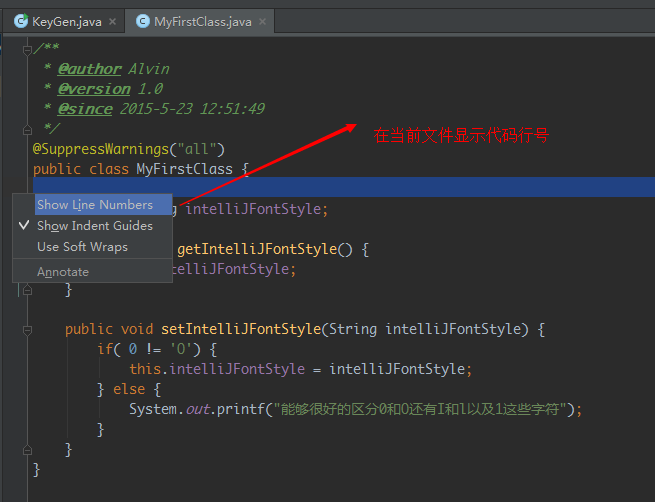 KeyGen.java × MyFirstClass.java ×
/**
* @author Alvin
* @version 1.0
* @since 2015-5-23 12:51:49
*/
在当前文件显示代码行号
@SuppressWarnings("all")
public class MyFirstClass {
Show Line Numbers
g intelliJFontStyle;
Show Indent Guides
Use Soft Wraps
getIntelliJFontStyle() {
Annotate
telliJFontStyle;
}
public void setIntelliJFontStyle(String intelliJFontStyle) {
if( 0 != 'O') {
this.intelliJFontStyle = intelliJFontStyle;
} else {
System.out.printf("能够很好的区分0和O还有I和l以及1这些字符");
}
}
}